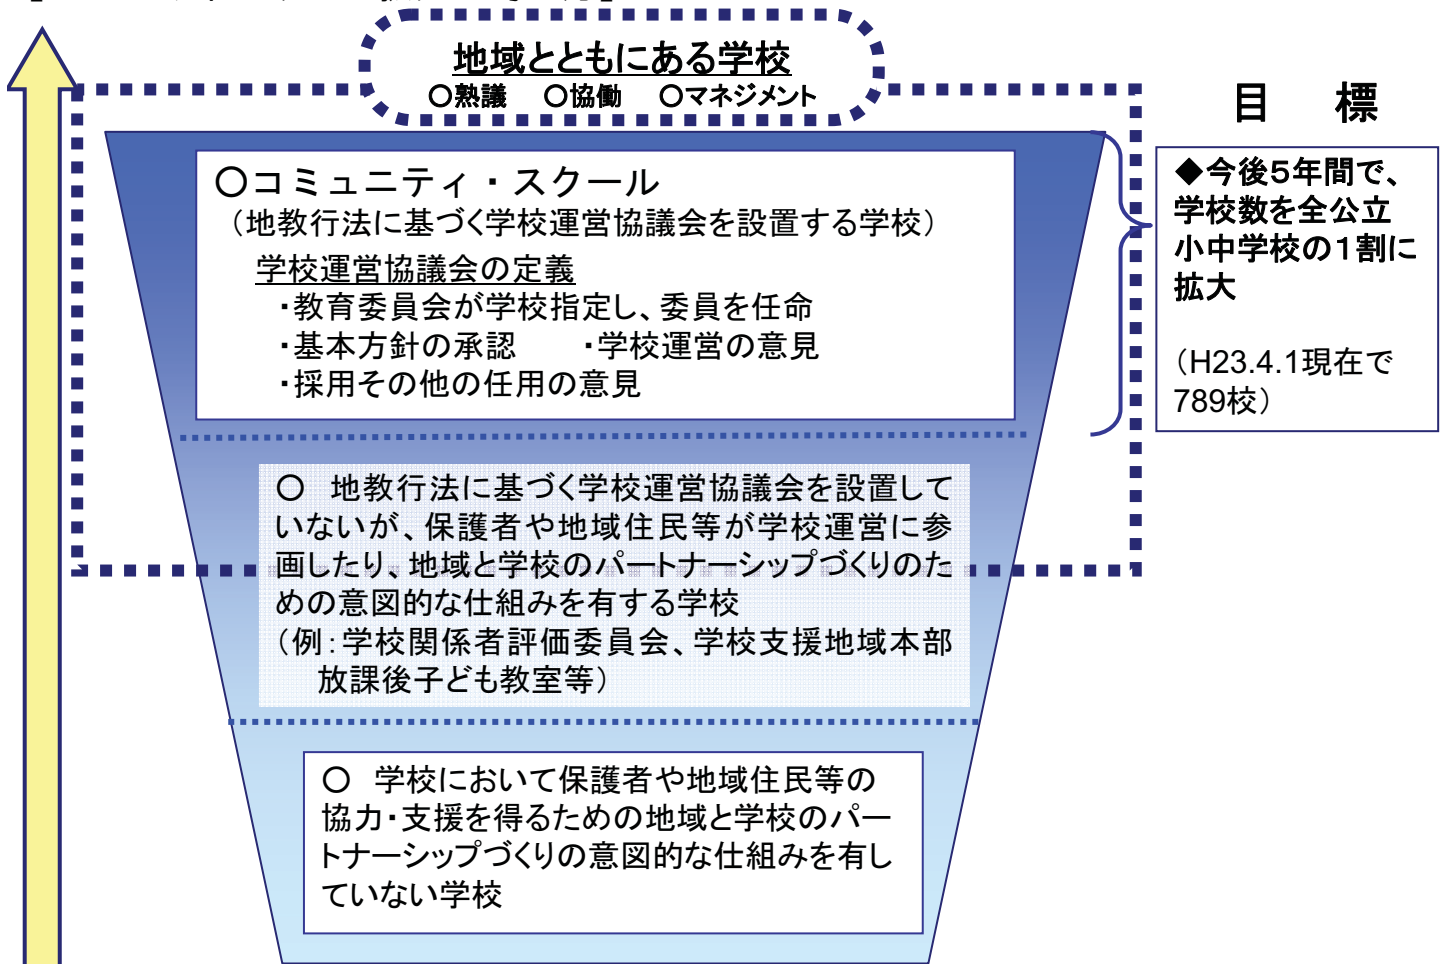 地域とともにある学校
○熟議 ○協働 ○マネジメント
目 標
○コミュニティ・スクール
（地教行法に基づく学校運営協議会を設置する学校）
学校運営協議会の定義
・教育委員会が学校指定し、委員を任命
・基本方針の承認 ・学校運営の意見
・採用その他の任用の意見
◆今後5年間で、
学校数を全公立
小中学校の1割に
拡大
（H23.4.1現在で
789校）
○ 地教行法に基づく学校運営協議会を設置して
いないが、保護者や地域住民等が学校運営に参
画したり、地域と学校のパートナーシップづくりのた
めの意図的な仕組みを有する学校
（例：学校関係者評価委員会、学校支援地域本部
放課後子ども教室等）
○ 学校において保護者や地域住民等の
協力・支援を得るための地域と学校のパー
トナーシップづくりの意図的な仕組みを有し
ていない学校